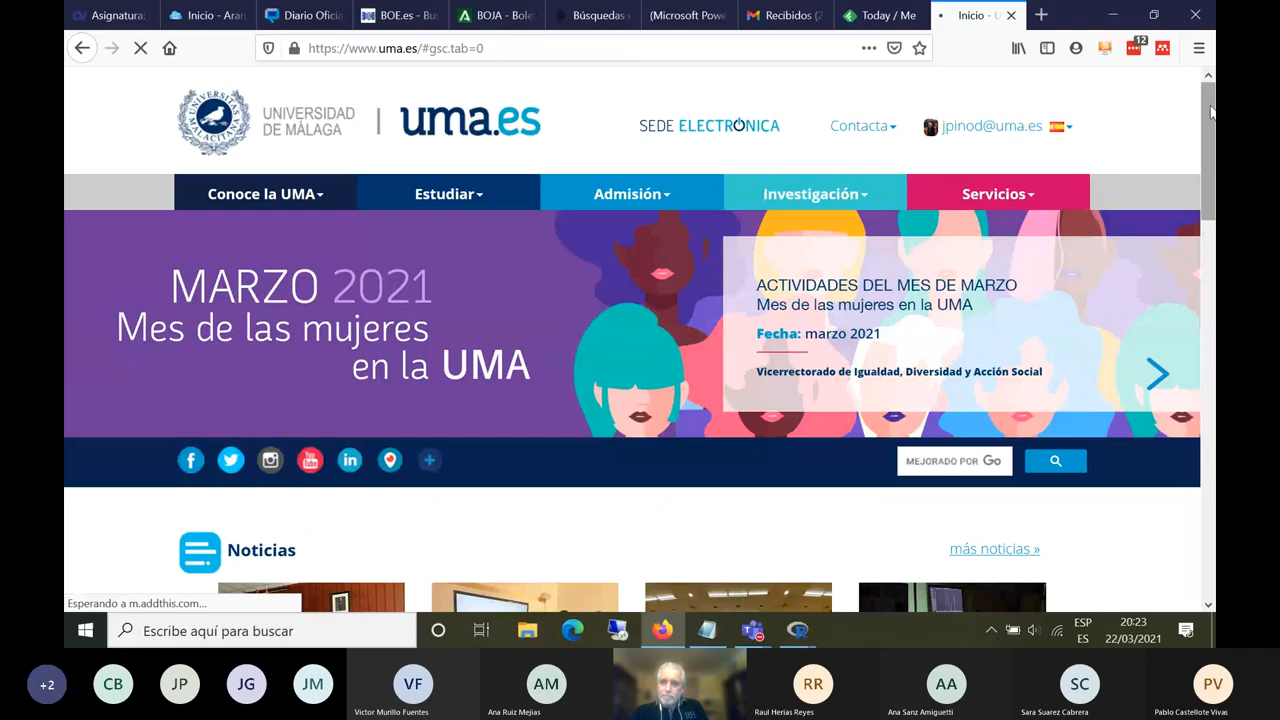 Asignatura:
Inicio - Aran
Diario Oficia
BOE.es - Bus
BOJA - Bole
Búsquedas e
(Microsoft Powe
Recibidos (2
Today / Me
Inicio - U
https://www.uma.es/#gsc.tab=0
12
UNIVERSIDAD
DE MÁLAGA
uma.es
SEDE ELECTRÓNICA
Contacta
jpinod@uma.es
Conoce la UMA
Estudiar
Admisión
Investigación
Servicios
MARZO 2021
Mes de las mujeres
en la UMA
ACTIVIDADES DEL MES DE MARZO
Mes de las mujeres en la UMA
Fecha: marzo 2021
Vicerrectorado de Igualdad, Diversidad y Acción Social
MEJORADO POR Go
Noticias
más noticias »
Esperando a m.addthis.com...
Escribe aquí para buscar
ESP
ES
20:23
22/03/2021
+2
CB
JP
JG
JM
VF
Victor Murillo Fuentes
AM
Ana Ruiz Mejias
RR
Raul Herias Reyes
AA
Ana Sanz Amiguetti
SC
Sara Suarez Cabrera
PV
Pablo Castellote Vivas